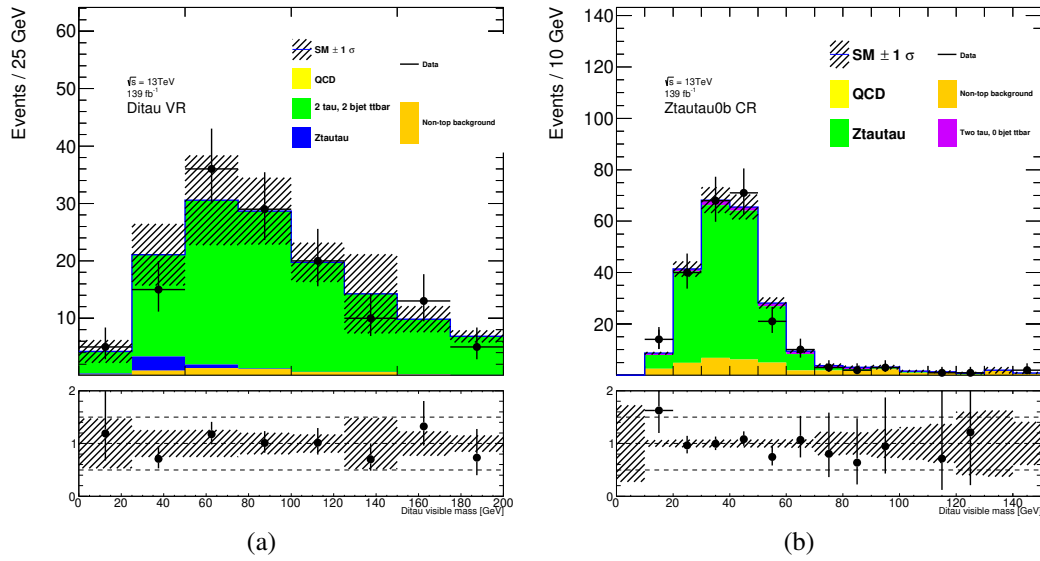 Events / 25 GeV
60
50
40
30
20
10
√s = 13TeV
139 fb⁻¹
Ditau VR
SM ± 1 σ
QCD
2 tau, 2 bjet ttbar
Ztautau
Data
Non-top background
2
1
0
0 20 40 60 80 100 120 140 160 180 200
Ditau visible mass [GeV]
(a)
Events / 10 GeV
140
120
100
80
60
40
20
√s = 13TeV
139 fb⁻¹
Ztautau0b CR
SM ± 1 σ
QCD
Ztautau
Data
Non-top background
Two tau, 0 bjet ttbar
2
1.5
1
0.5
0
0 20 40 60 80 100 120 140
Ditau visible mass [GeV]
(b)